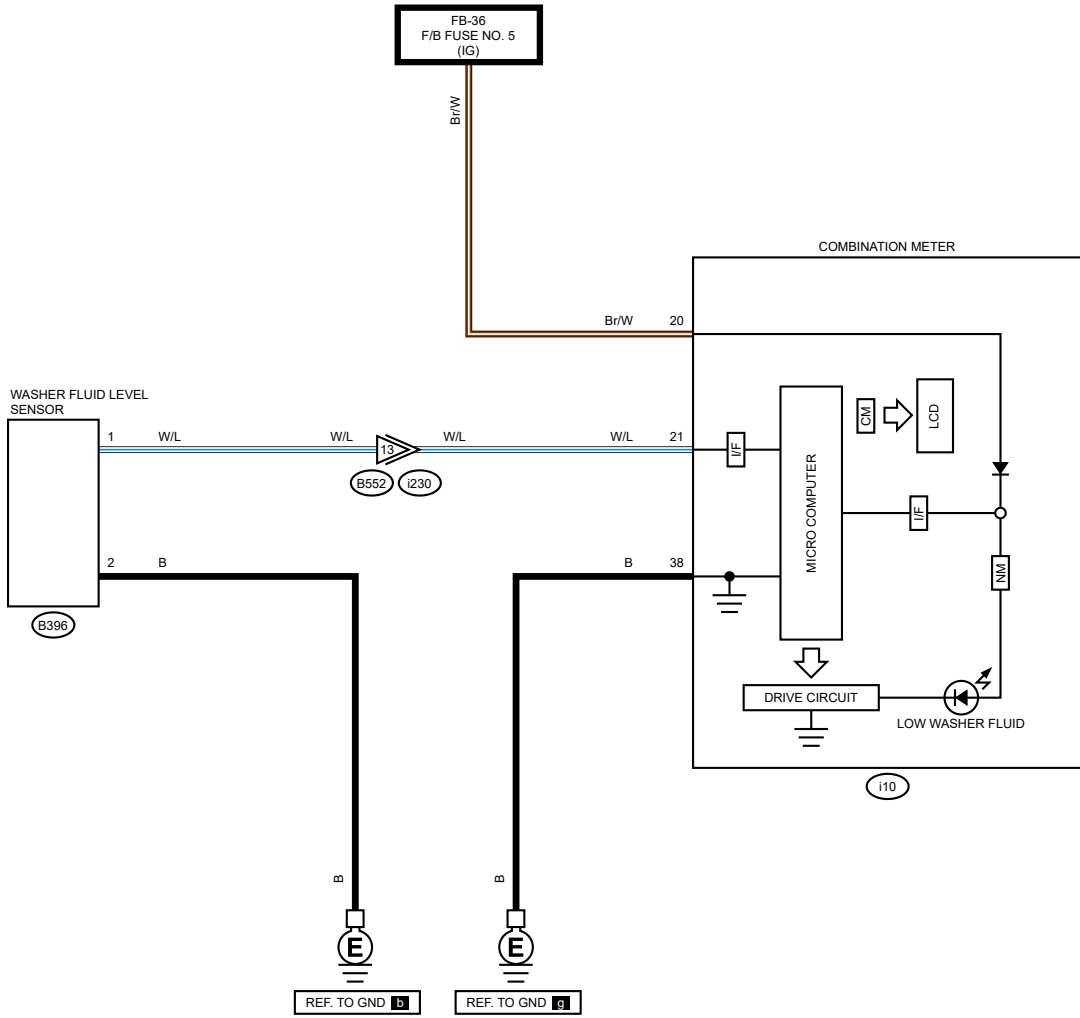 FB-36
F/B FUSE NO. 5
(IG)
Br/W
COMBINATION METER
Br/W 20
WASHER FLUID LEVEL
SENSOR
1 W/L W/L 13 W/L W/L 21
B552 i230
I/F
MICRO COMPUTER
CM
LCD
I/F
NM
2 B
B 38
B396
DRIVE CIRCUIT
LOW WASHER FLUID
i10
B
B
E
E
REF. TO GND b
REF. TO GND g